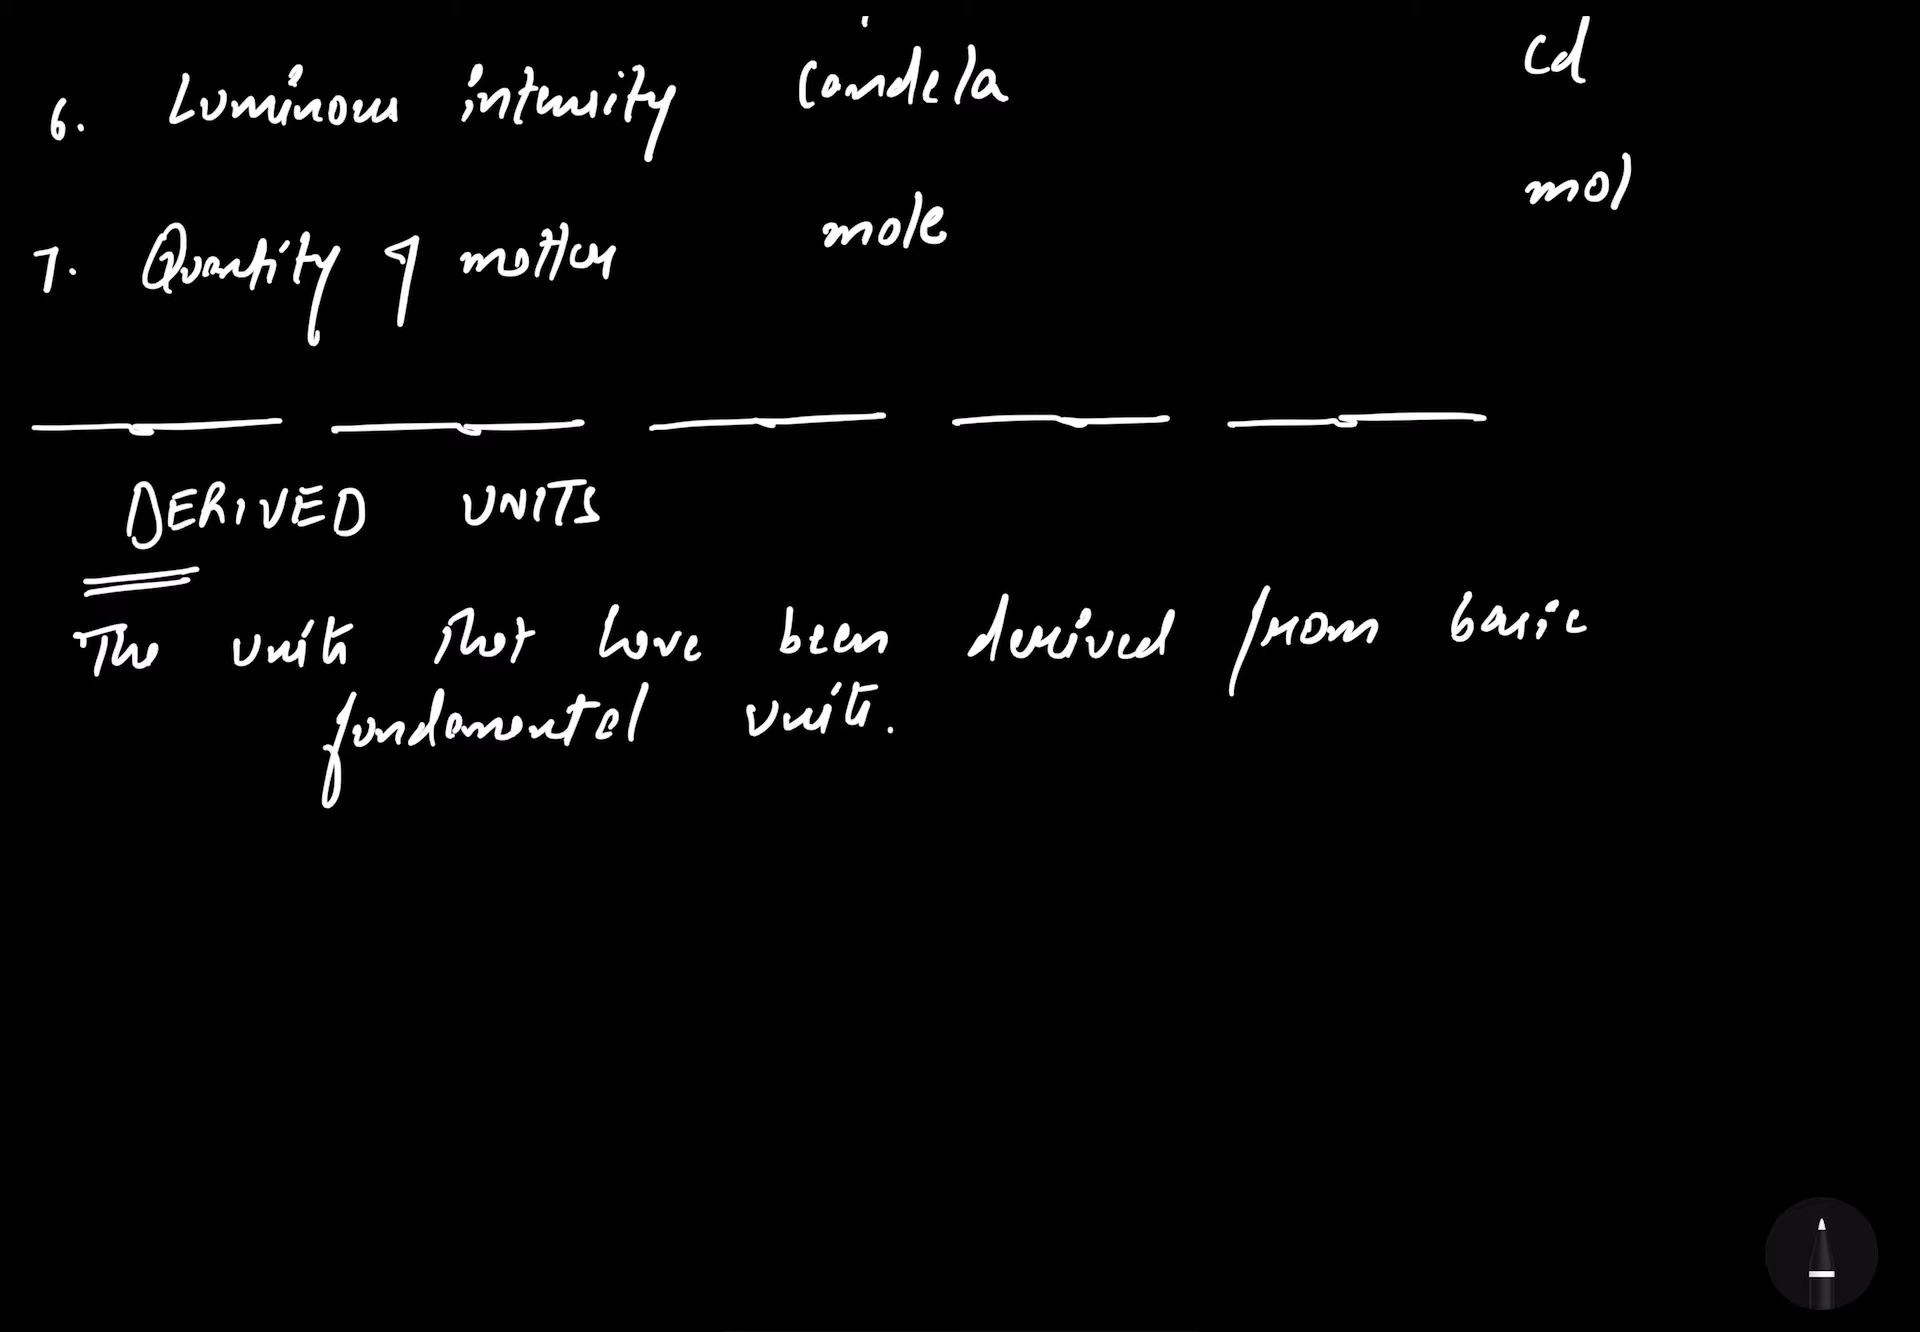 6. Luminous intensity candela cd
7. Quantity of matter mole mol
DERIVED UNITS
The units that have been derived from basic
fundamental units.